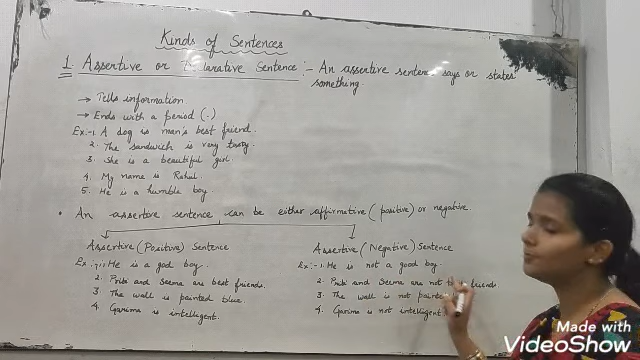 Kinds of Sentences
1. Assertive or Declarative Sentence :- An assertive sentence says or states something.
→ Tells information.
→ Ends with a period (.)
Ex:-1. A dog is man's best friend.
2. The sandwich is very tasty.
3. She is a beautiful girl.
4. My name is Rahul.
5. He is a humble boy.
• An assertive sentence can be either affirmative (positive) or negative.
Assertive (Positive) Sentence
Ex:-1. He is a god boy.
2. Priti and Seema are best friends.
3. The wall is painted blue.
4. Garima is intelligent.
Assertive (Negative) Sentence
Ex:-1. He is not a good boy.
2. Priti and Seema are not friends
3. The wall is not
4. Garima is not intelligent.
Made with
VideoShow